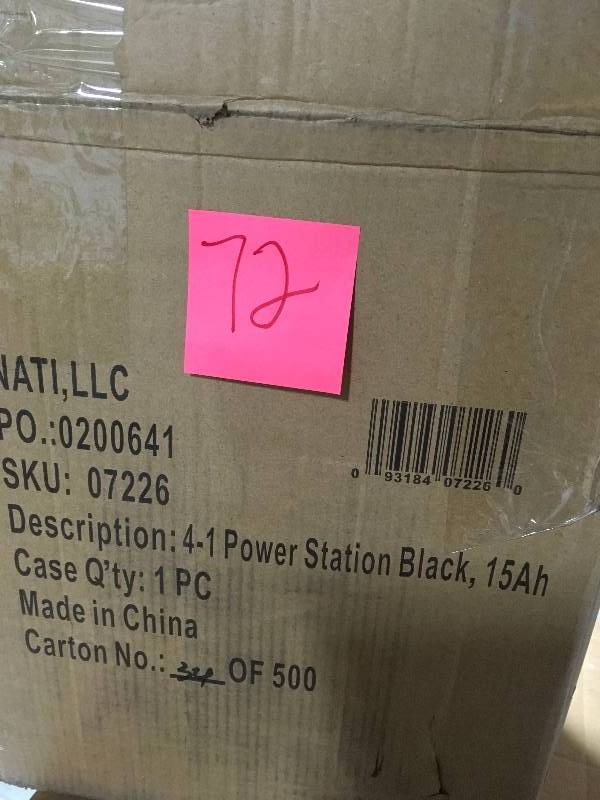 72
NATI,LLC
PO.:0200641
SKU: 07226
0 93184 07226 0
Description: 4-1 Power Station Black, 15Ah
Case Q'ty: 1 PC
Made in China
Carton No.: OF 500